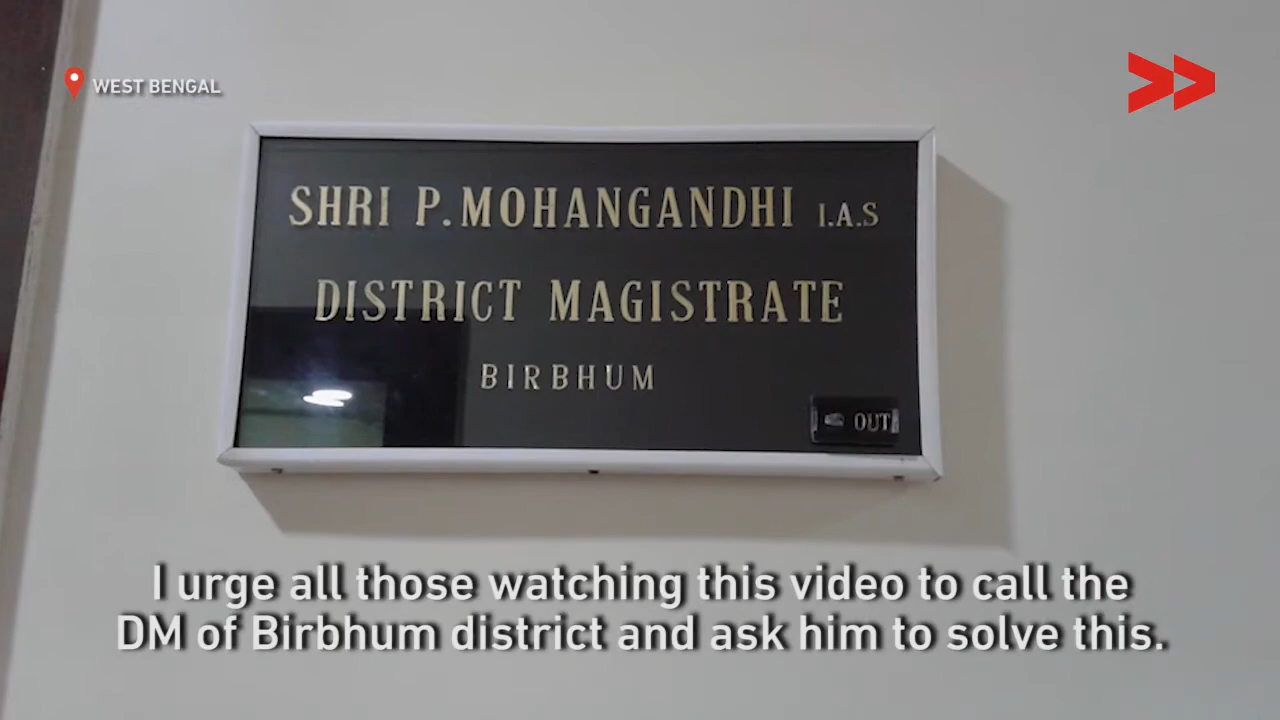 WEST BENGAL
SHRI P. MOHANGANDHI I.A.S
DISTRICT MAGISTRATE
BIRBHUM
OUT
I urge all those watching this video to call the
DM of Birbhum district and ask him to solve this.